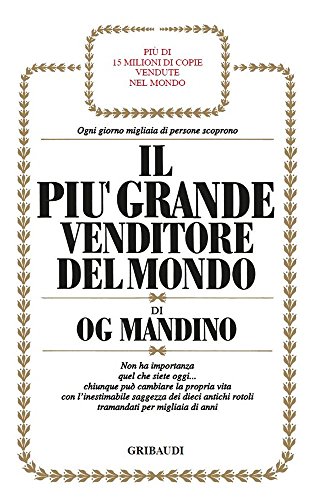 PIÙ DI
15 MILIONI DI COPIE
VENDUTE
NEL MONDO
Ogni giorno migliaia di persone scoprono
IL
PIU' GRANDE
VENDITORE
DEL MONDO
DI
OG MANDINO
Non ha importanza
quel che siete oggi...
chiunque può cambiare la propria vita
con l'inestimabile saggezza dei dieci antichi rotoli
tramandati per migliaia di anni
GRIBAUDI